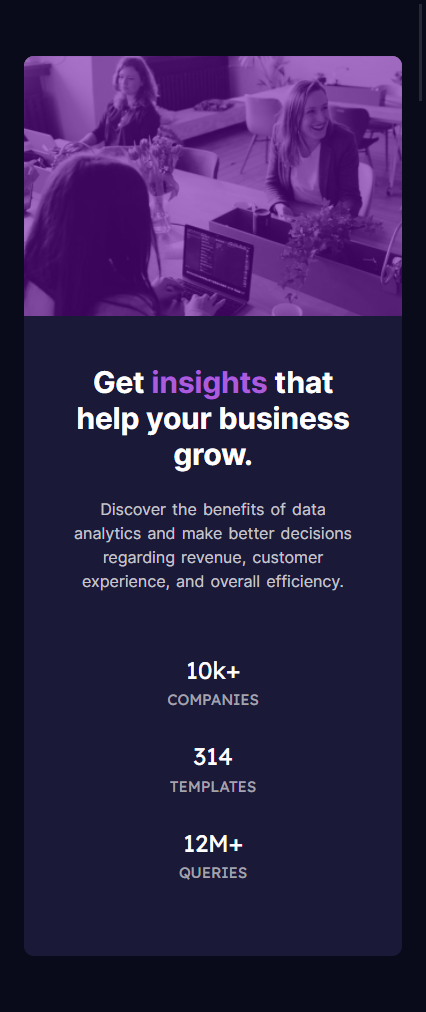 Get insights that
help your business
grow.
Discover the benefits of data
analytics and make better decisions
regarding revenue, customer
experience, and overall efficiency.
10k+
COMPANIES
314
TEMPLATES
12M+
QUERIES